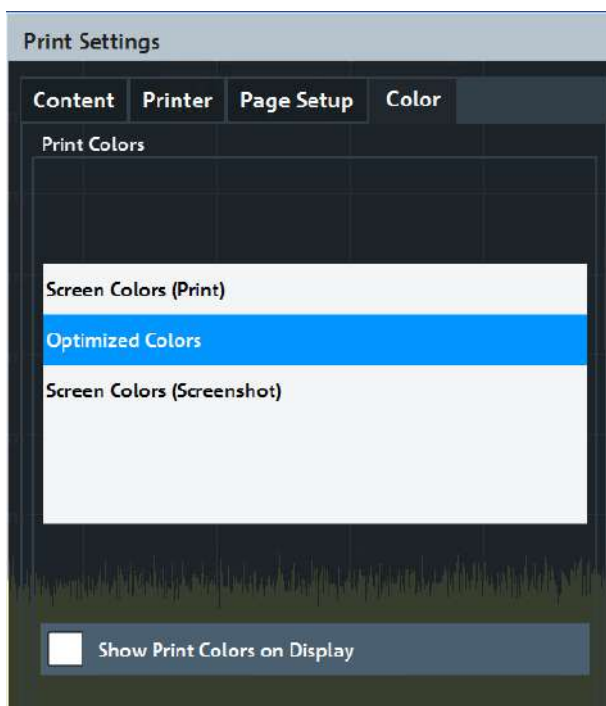 Print Settings
Content Printer Page Setup Color
Print Colors
Screen Colors (Print)
Optimized Colors
Screen Colors (Screenshot)
Show Print Colors on Display